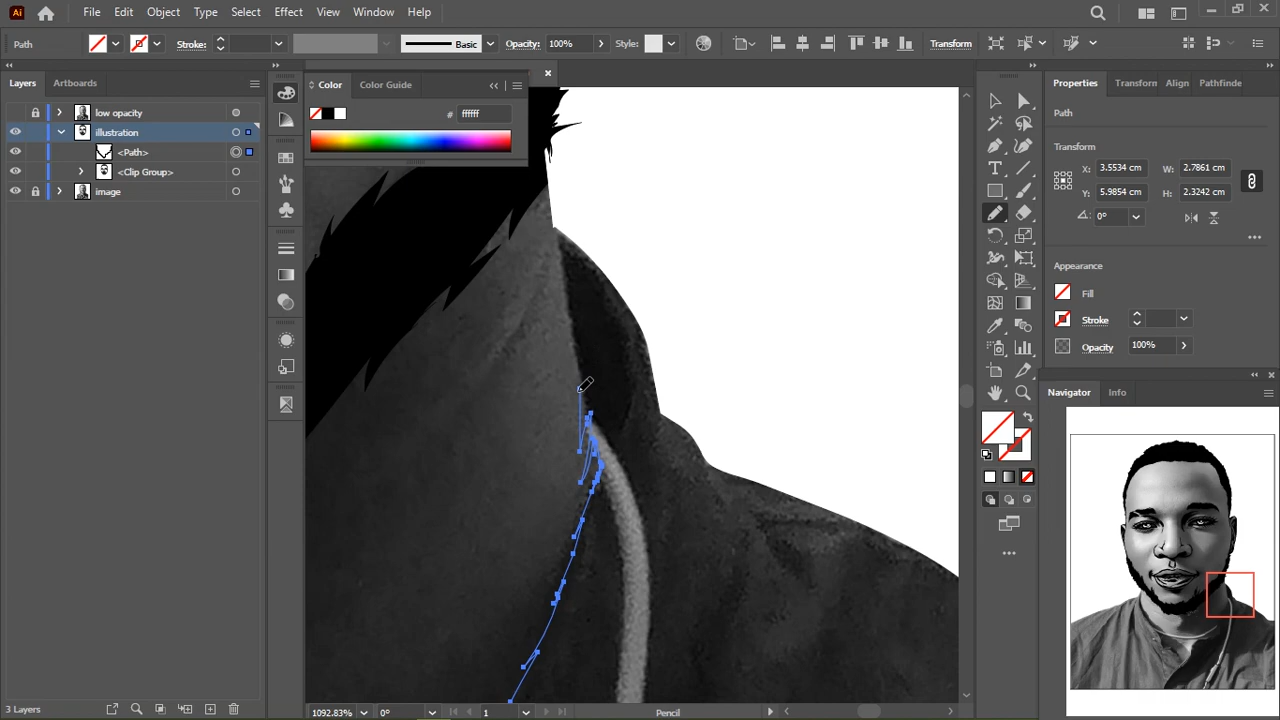 Ai File Edit Object Type Select Effect View Window Help
Path Stroke: Basic Opacity: 100% Style: Transform
Layers Artboards
low opacity
illustration
<Path>
<Clip Group>
image
3 Layers
Color Color Guide
# ffffff
1092.83% 0° 1 Pencil
Properties Transform Align Pathfinde
Path
Transform
X: 3.5534 cm W: 2.7861 cm
Y: 5.9854 cm H: 2.3242 cm
0°
Appearance
Fill
Stroke
Opacity 100%
Navigator Info